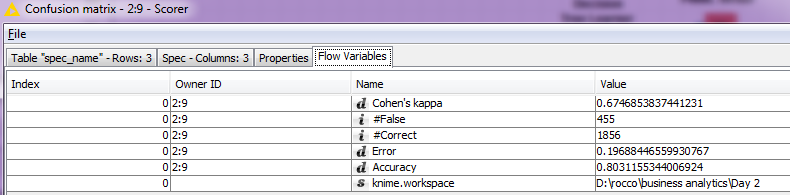 Confusion matrix - 2:9 - Scorer
File
Table "spec_name" - Rows: 3 Spec - Columns: 3 Properties Flow Variables
Index Owner ID Name Value
0 2:9 d Cohen's kappa 0.6746853837441231
0 2:9 i #False 455
0 2:9 i #Correct 1856
0 2:9 d Error 0.19688446559930767
0 2:9 d Accuracy 0.8031155344006924
0 s knime.workspace D:\rocco\business analytics\Day 2